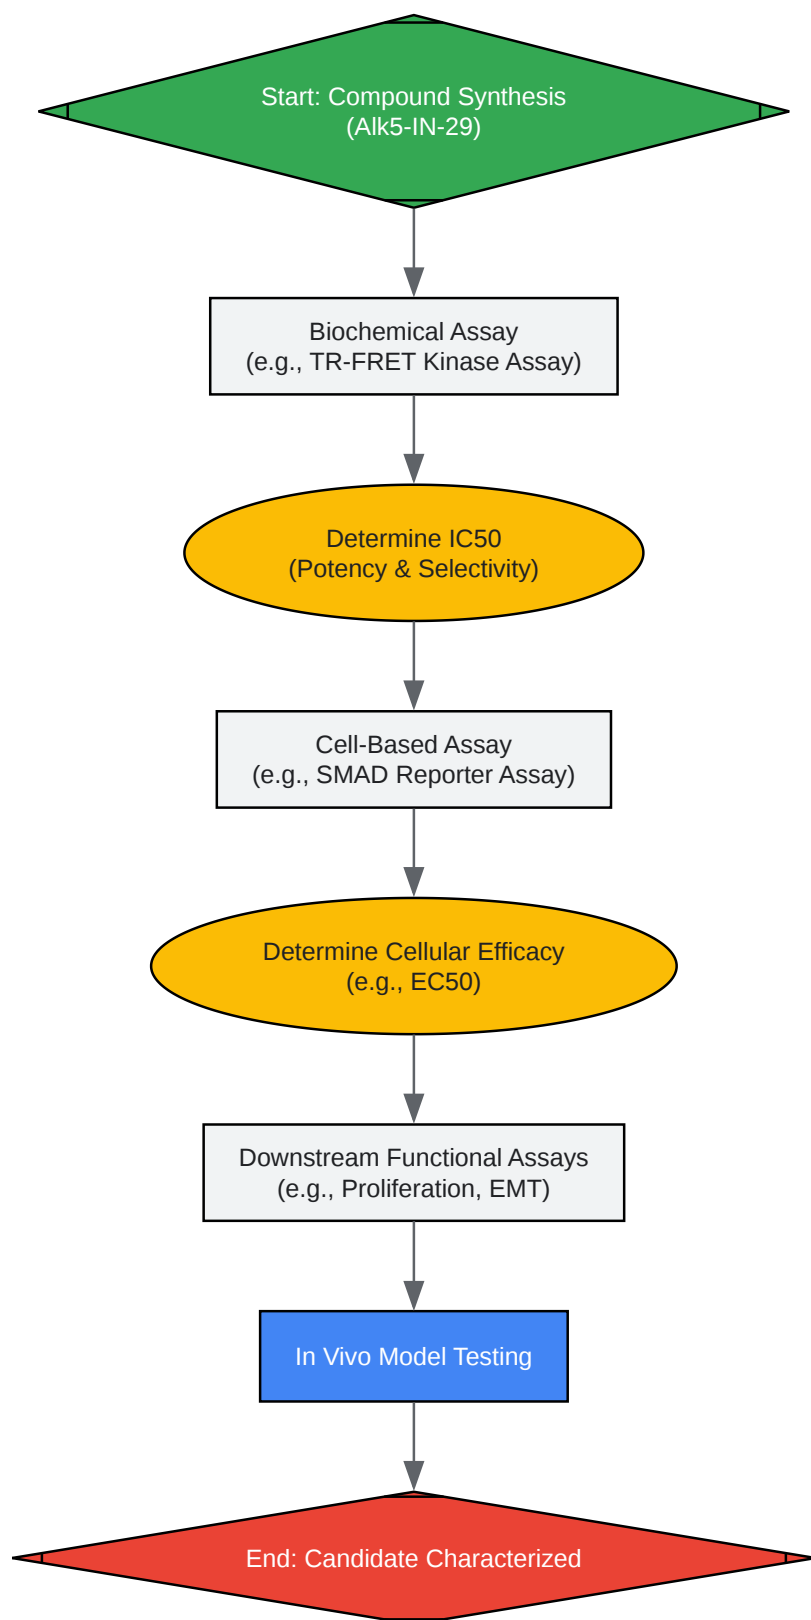 Start: Compound Synthesis
(Alk5-IN-29)
Biochemical Assay
(e.g., TR-FRET Kinase Assay)
Determine IC50
(Potency & Selectivity)
Cell-Based Assay
(e.g., SMAD Reporter Assay)
Determine Cellular Efficacy
(e.g., EC50)
Downstream Functional Assays
(e.g., Proliferation, EMT)
In Vivo Model Testing
End: Candidate Characterized